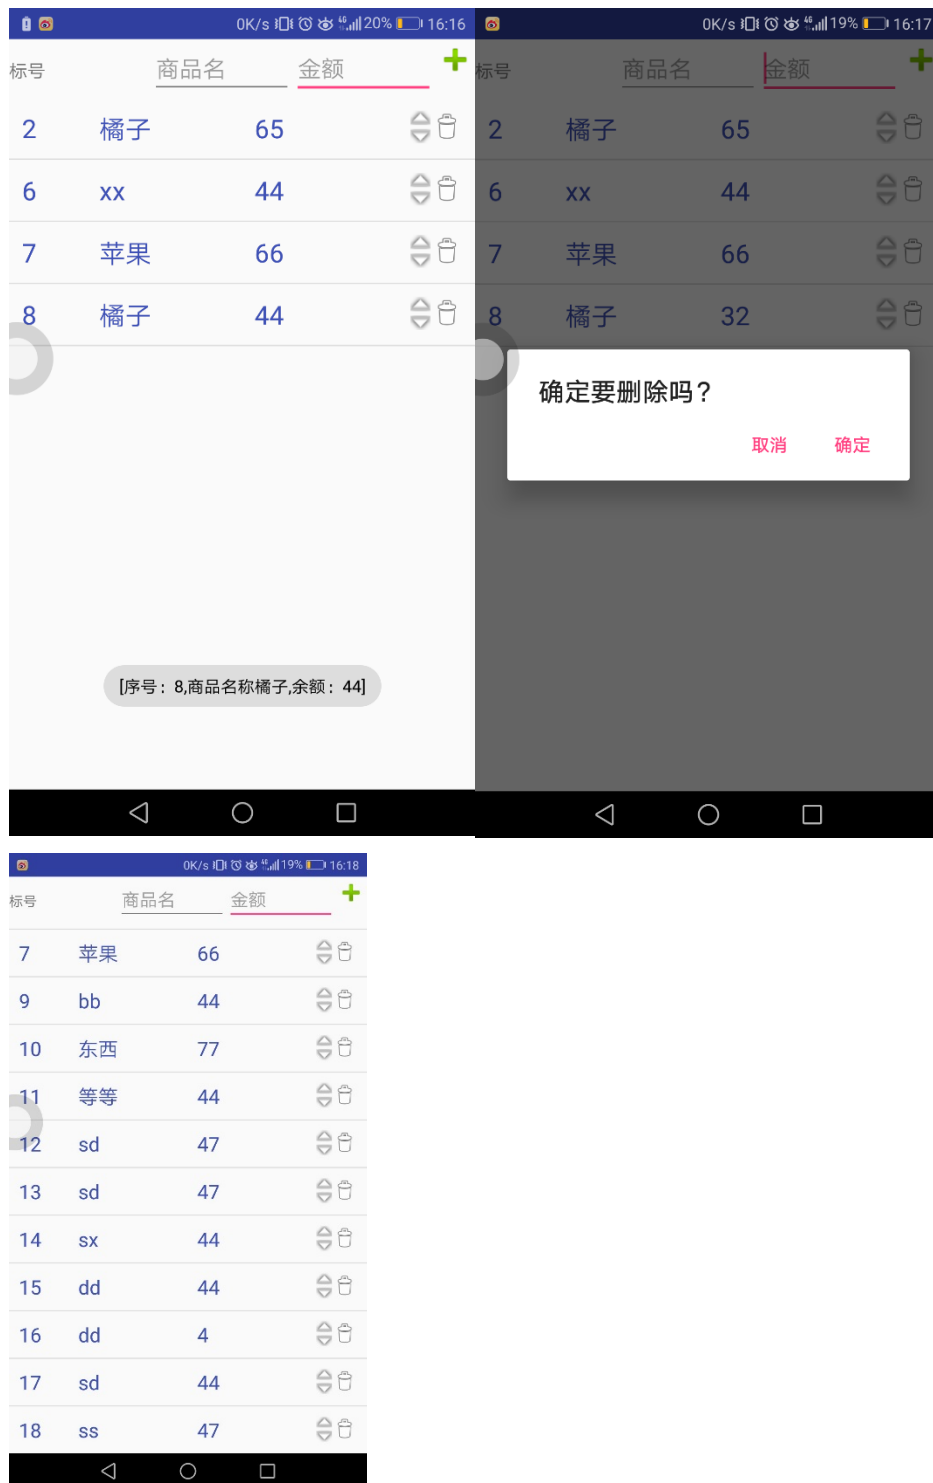 0K/s 46 20% 16:16
标号 商品名 金额
2 橘子 65
6 xx 44
7 苹果 66
8 橘子 44
[序号: 8,商品名称橘子,余额: 44]
0K/s 46 19% 16:17
标号 商品名 金额
2 橘子 65
6 xx 44
7 苹果 66
8 橘子 32
确定要删除吗?
取消 确定
0K/s 46 19% 16:18
标号 商品名 金额
7 苹果 66
9 bb 44
10 东西 77
11 等等 44
12 sd 47
13 sd 47
14 sx 44
15 dd 44
16 dd 4
17 sd 44
18 ss 47